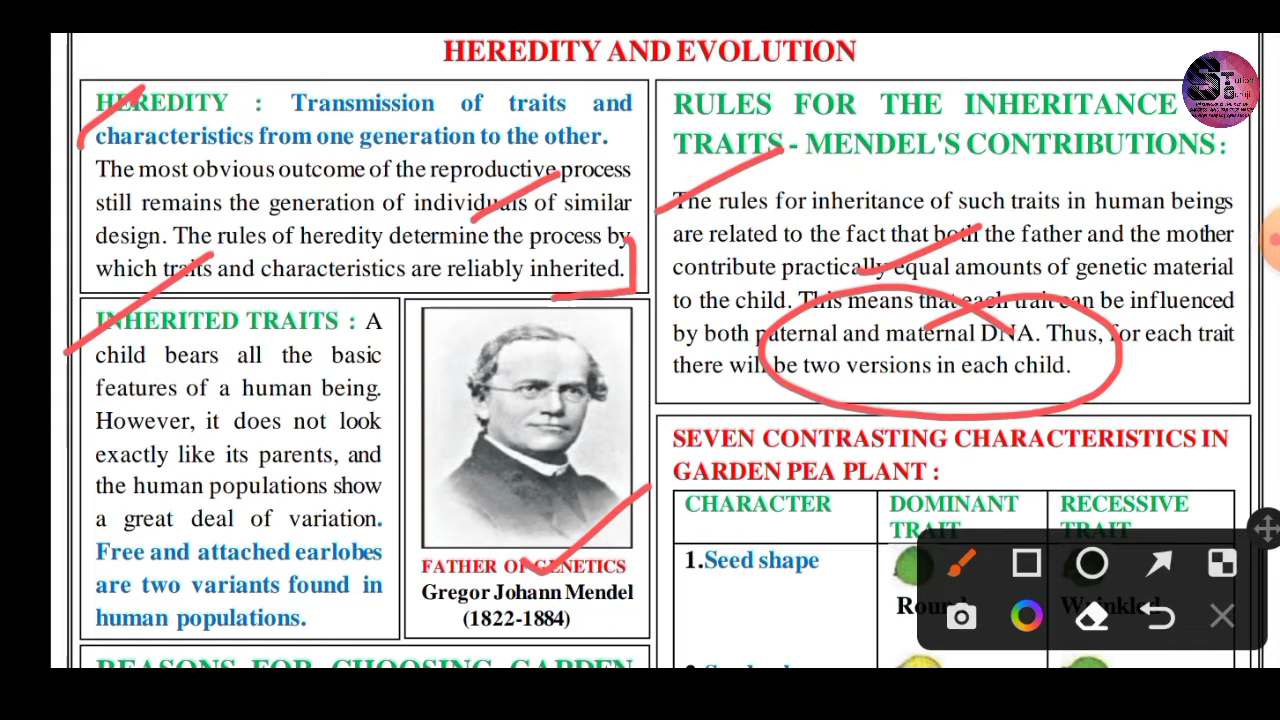 HEREDITY AND EVOLUTION
HEREDITY : Transmission of traits and
characteristics from one generation to the other.
The most obvious outcome of the reproductive process
still remains the generation of individuals of similar
design. The rules of heredity determine the process by
which traits and characteristics are reliably inherited.
INHERITED TRAITS : A
child bears all the basic
features of a human being.
However, it does not look
exactly like its parents, and
the human populations show
a great deal of variation.
Free and attached earlobes
are two variants found in
human populations.
FATHER OF GENETICS
Gregor Johann Mendel
(1822-1884)
REASONS FOR CHOOSING GARDEN
RULES FOR THE INHERITANCE
TRAITS - MENDEL'S CONTRIBUTIONS :
The rules for inheritance of such traits in human beings
are related to the fact that both the father and the mother
contribute practically equal amounts of genetic material
to the child. This means that each trait can be influenced
by both paternal and maternal DNA. Thus, for each trait
there will be two versions in each child.
SEVEN CONTRASTING CHARACTERISTICS IN
GARDEN PEA PLANT :
CHARACTER DOMINANT RECESSIVE
TRAIT TRAIT
1.Seed shape
Round Wrinkled